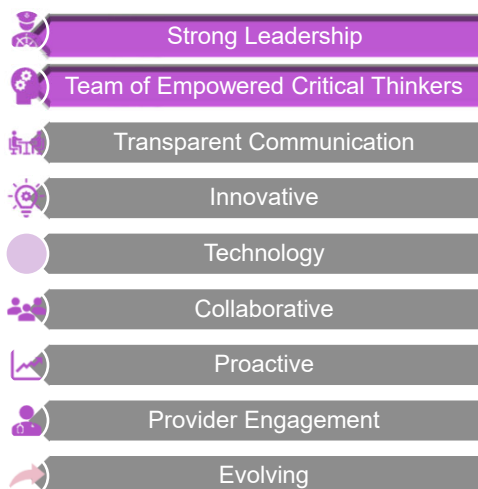 Strong Leadership
Team of Empowered Critical Thinkers
Transparent Communication
Innovative
Technology
Collaborative
Proactive
Provider Engagement
Evolving